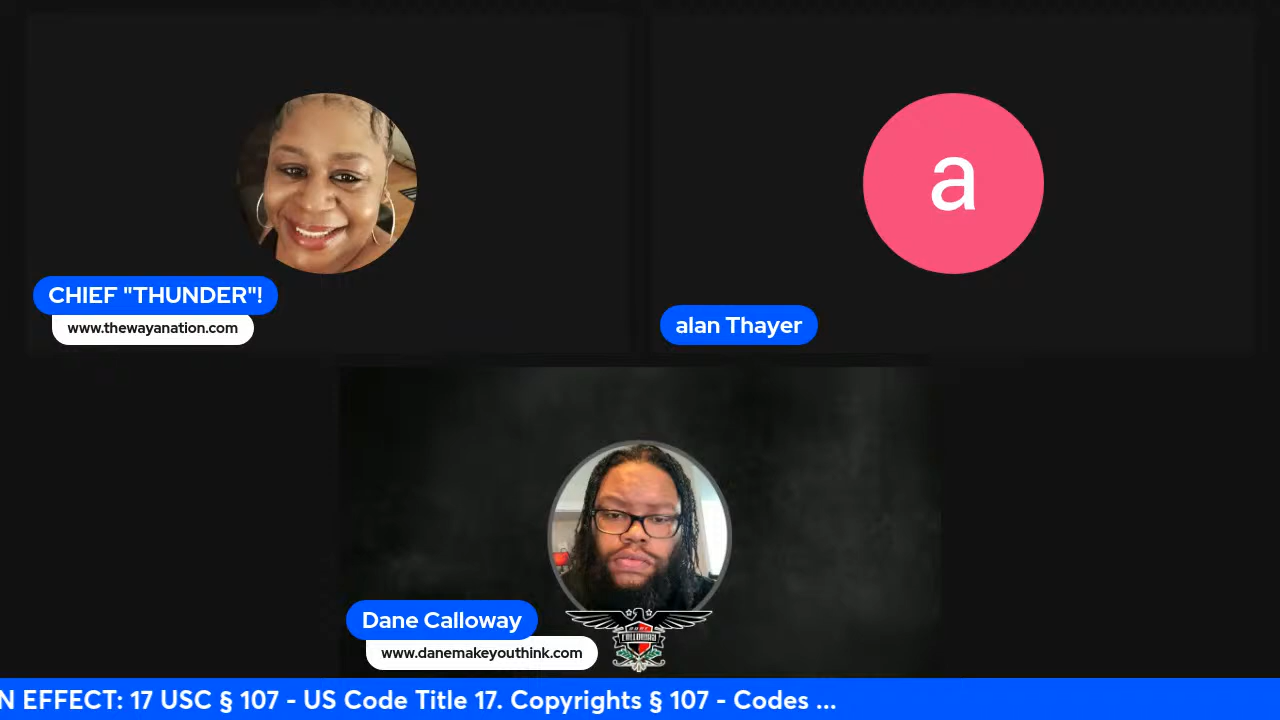 a
CHIEF "THUNDER"!
www.thewayanation.com
alan Thayer
Dane Calloway
CALLOWAY
www.danemakeyouthink.com
N EFFECT: 17 USC § 107 - US Code Title 17. Copyrights § 107 - Codes ...